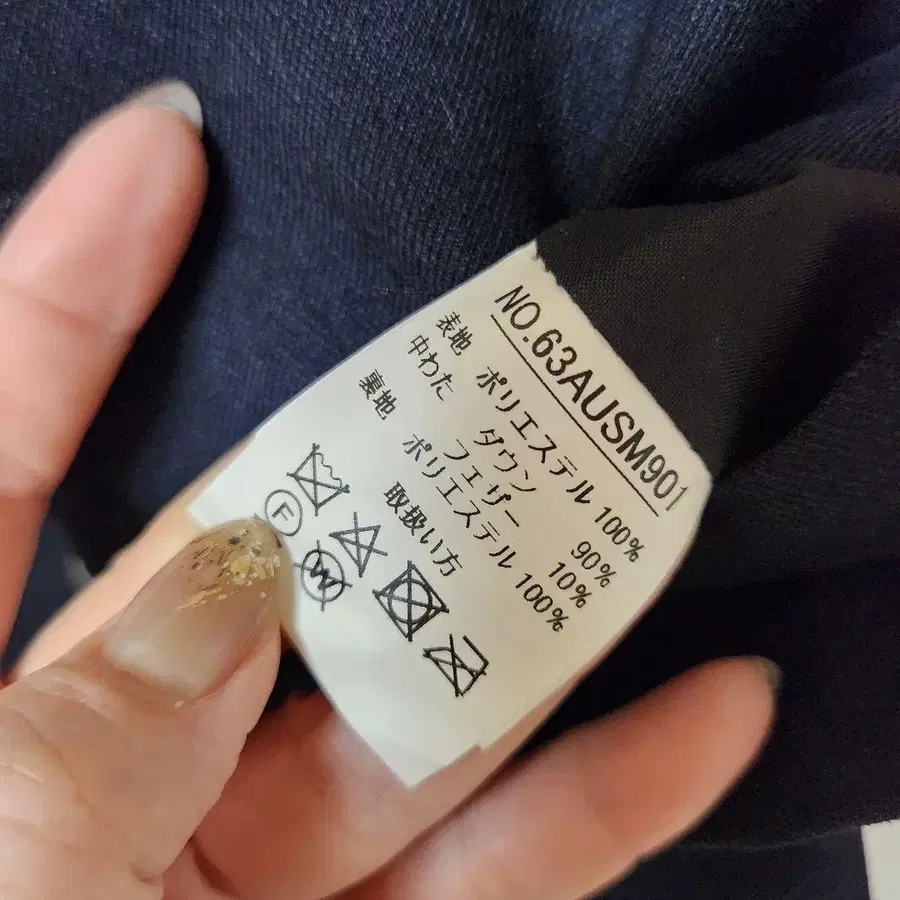 NO.63AUSM901
表地 ポリエステル 100%
中わた ダウン 90%
フェザー 10%
裏地 ポリエステル 100%
取扱い方
F
W